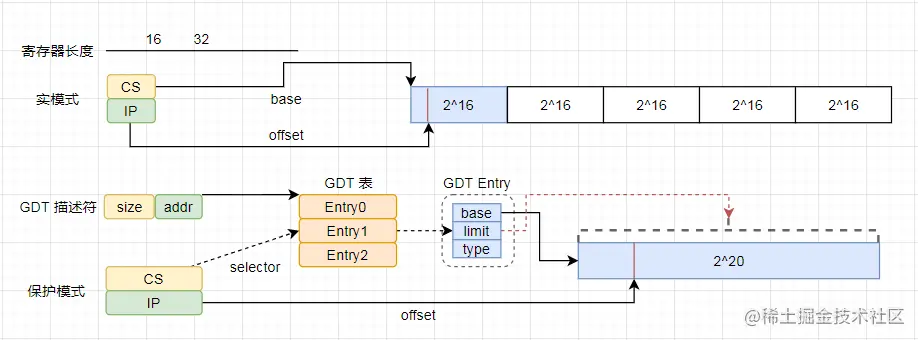 寄存器长度
16 32
实模式
CS
IP
base
offset
2^16 2^16 2^16 2^16 2^16
GDT 描述符
size addr
GDT 表
Entry0
Entry1
Entry2
GDT Entry
base
limit
type
selector
保护模式
CS
IP
offset
2^20
@稀土掘金技术社区